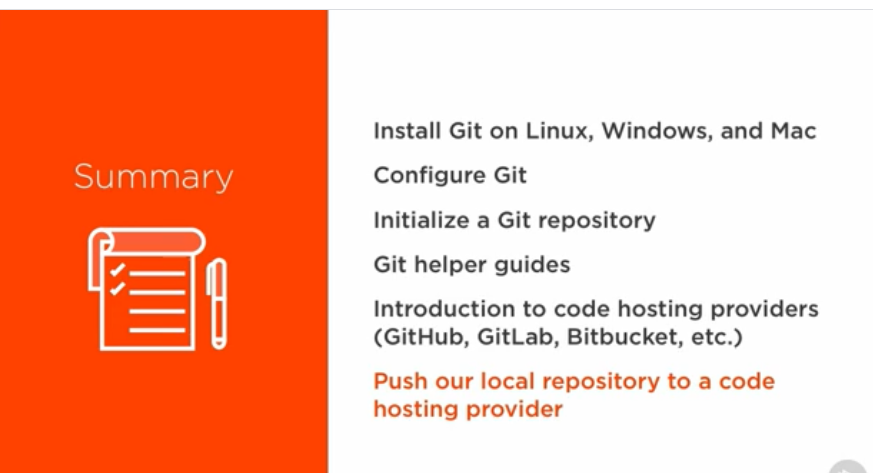 Summary
Install Git on Linux, Windows, and Mac
Configure Git
Initialize a Git repository
Git helper guides
Introduction to code hosting providers
(GitHub, GitLab, Bitbucket, etc.)
Push our local repository to a code
hosting provider